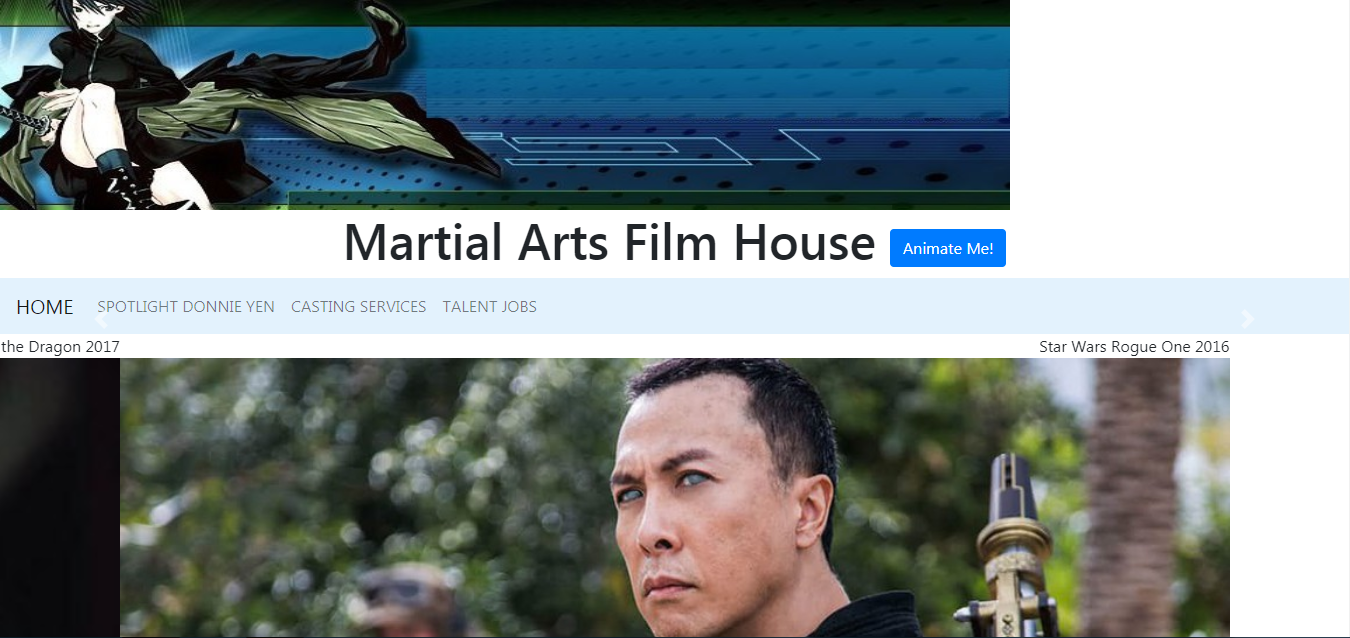 Martial Arts Film House Animate Me!
HOME SPOTLIGHT DONNIE YEN CASTING SERVICES TALENT JOBS
the Dragon 2017 Star Wars Rogue One 2016